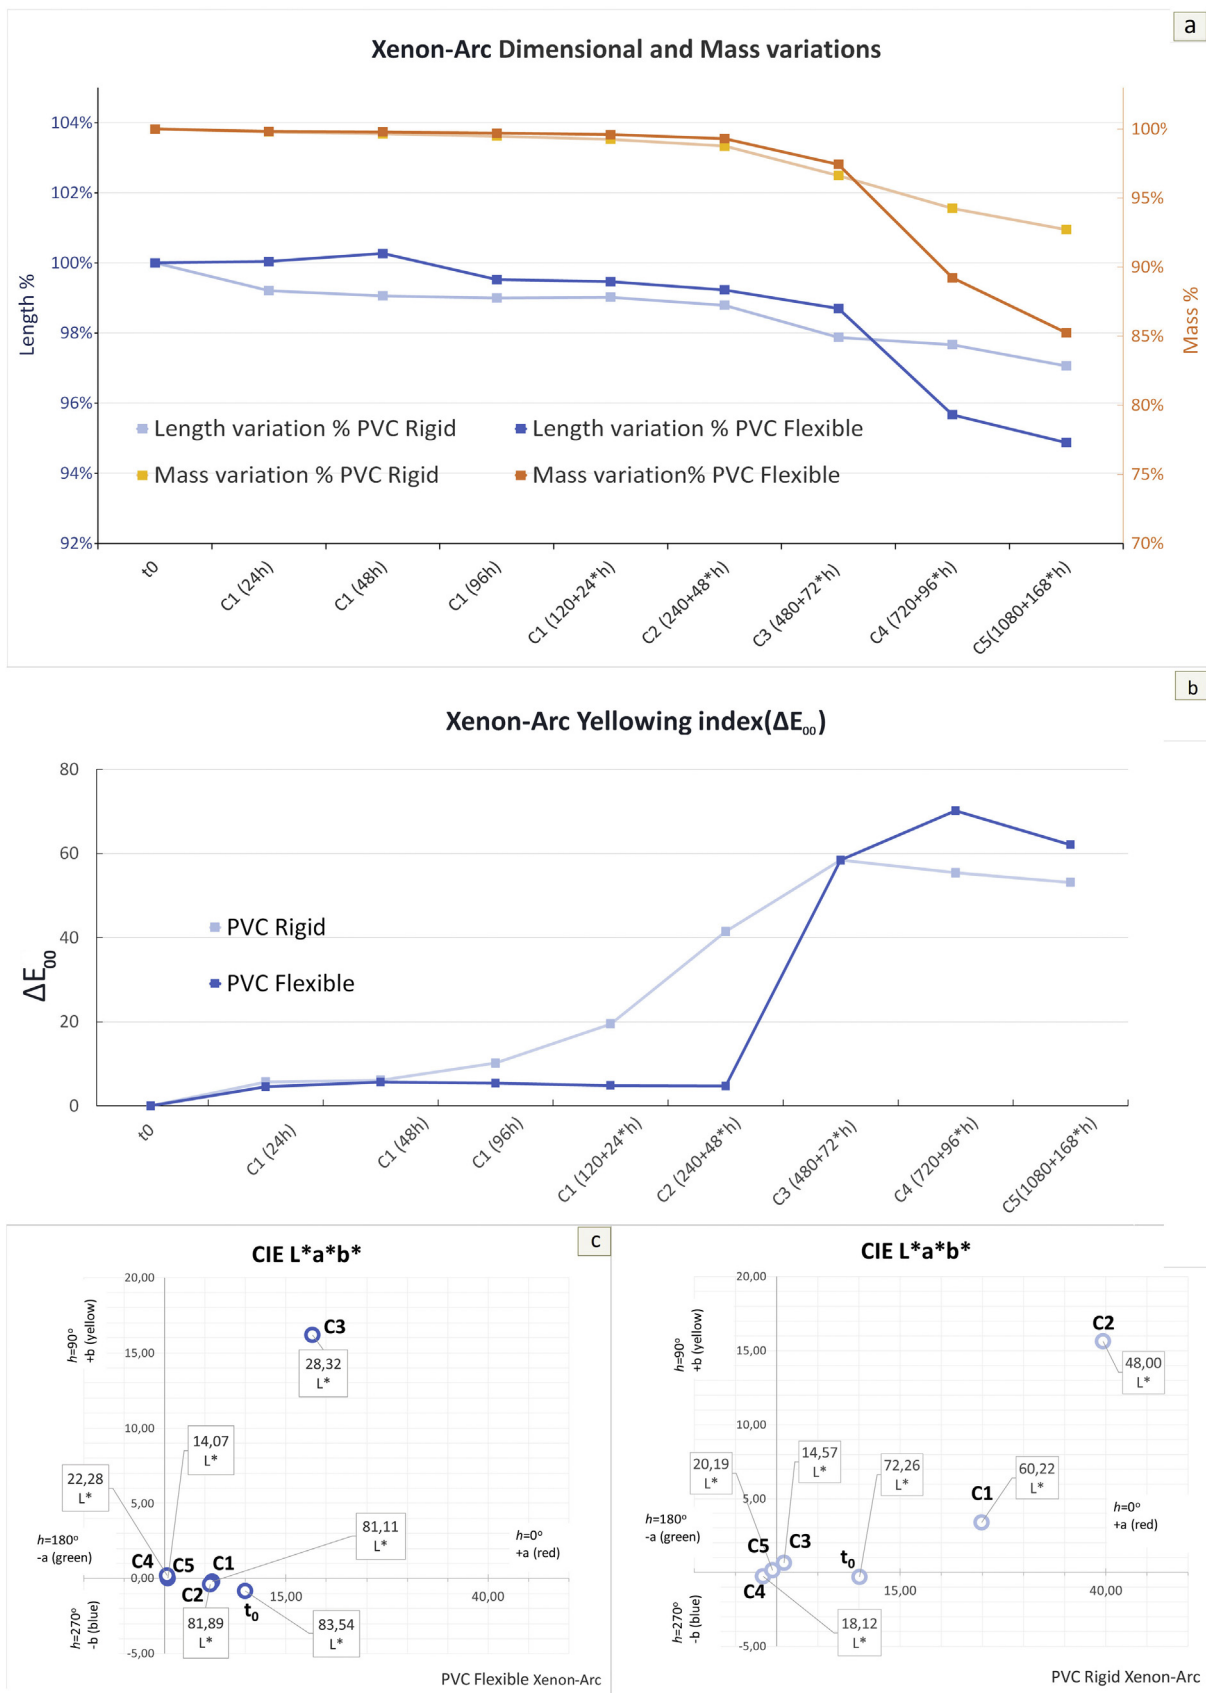 a
Xenon-Arc Dimensional and Mass variations
104%
102%
100%
98%
96%
94%
92%
Length %
100%
95%
90%
85%
80%
75%
70%
Mass %
Length variation % PVC Rigid
Length variation % PVC Flexible
Mass variation % PVC Rigid
Mass variation% PVC Flexible
t0
C1 (24h)
C1 (48h)
C1 (96h)
C1 (120+24*h)
C2 (240+48*h)
C3 (480+72*h)
C4 (720+96*h)
C5(1080+168*h)
b
Xenon-Arc Yellowing index(ΔE₀₀)
80
60
40
20
0
ΔE₀₀
PVC Rigid
PVC Flexible
t0
C1 (24h)
C1 (48h)
C1 (96h)
C1 (120+24*h)
C2 (240+48*h)
C3 (480+72*h)
C4 (720+96*h)
C5(1080+168*h)
c
CIE L*a*b*
20,00
15,00
10,00
5,00
0,00
-5,00
h=90º
+b (yellow)
h=180º
-a (green)
h=270º
-b (blue)
h=0º
+a (red)
15,00
40,00
C3
28,32
L*
14,07
L*
22,28
L*
81,11
L*
C4
C5
C1
C2
t₀
81,89
L*
83,54
L*
PVC Flexible Xenon-Arc
CIE L*a*b*
20,00
15,00
10,00
5,00
-5,00
h=90º
+b (yellow)
h=180º
-a (green)
h=270º
-b (blue)
h=0º
+a (red)
15,00
40,00
C2
48,00
L*
20,19
L*
14,57
L*
72,26
L*
60,22
L*
C1
C5
C3
C4
t₀
18,12
L*
PVC Rigid Xenon-Arc